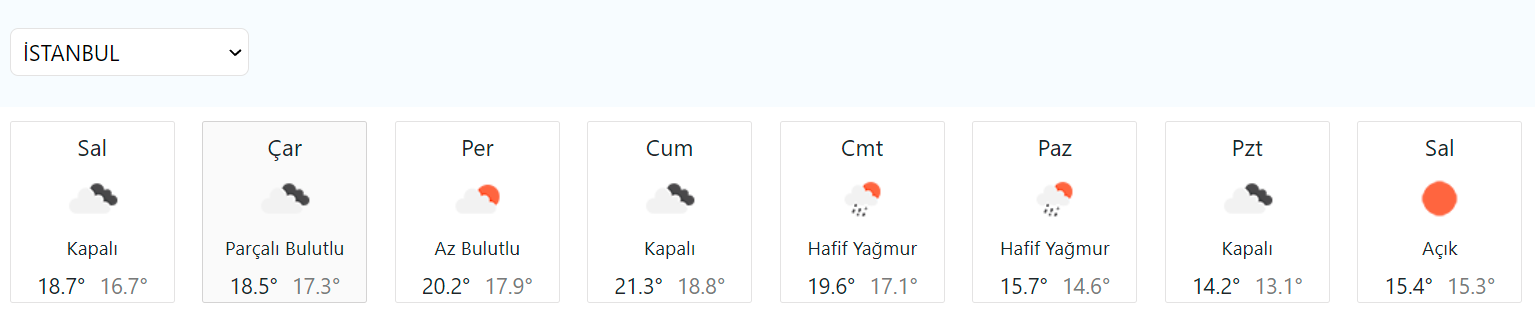 İSTANBUL
Sal Çar Per Cum Cmt Paz Pzt Sal
Kapalı Parçalı Bulutlu Az Bulutlu Kapalı Hafif Yağmur Hafif Yağmur Kapalı Açık
18.7° 16.7° 18.5° 17.3° 20.2° 17.9° 21.3° 18.8° 19.6° 17.1° 15.7° 14.6° 14.2° 13.1° 15.4° 15.3°